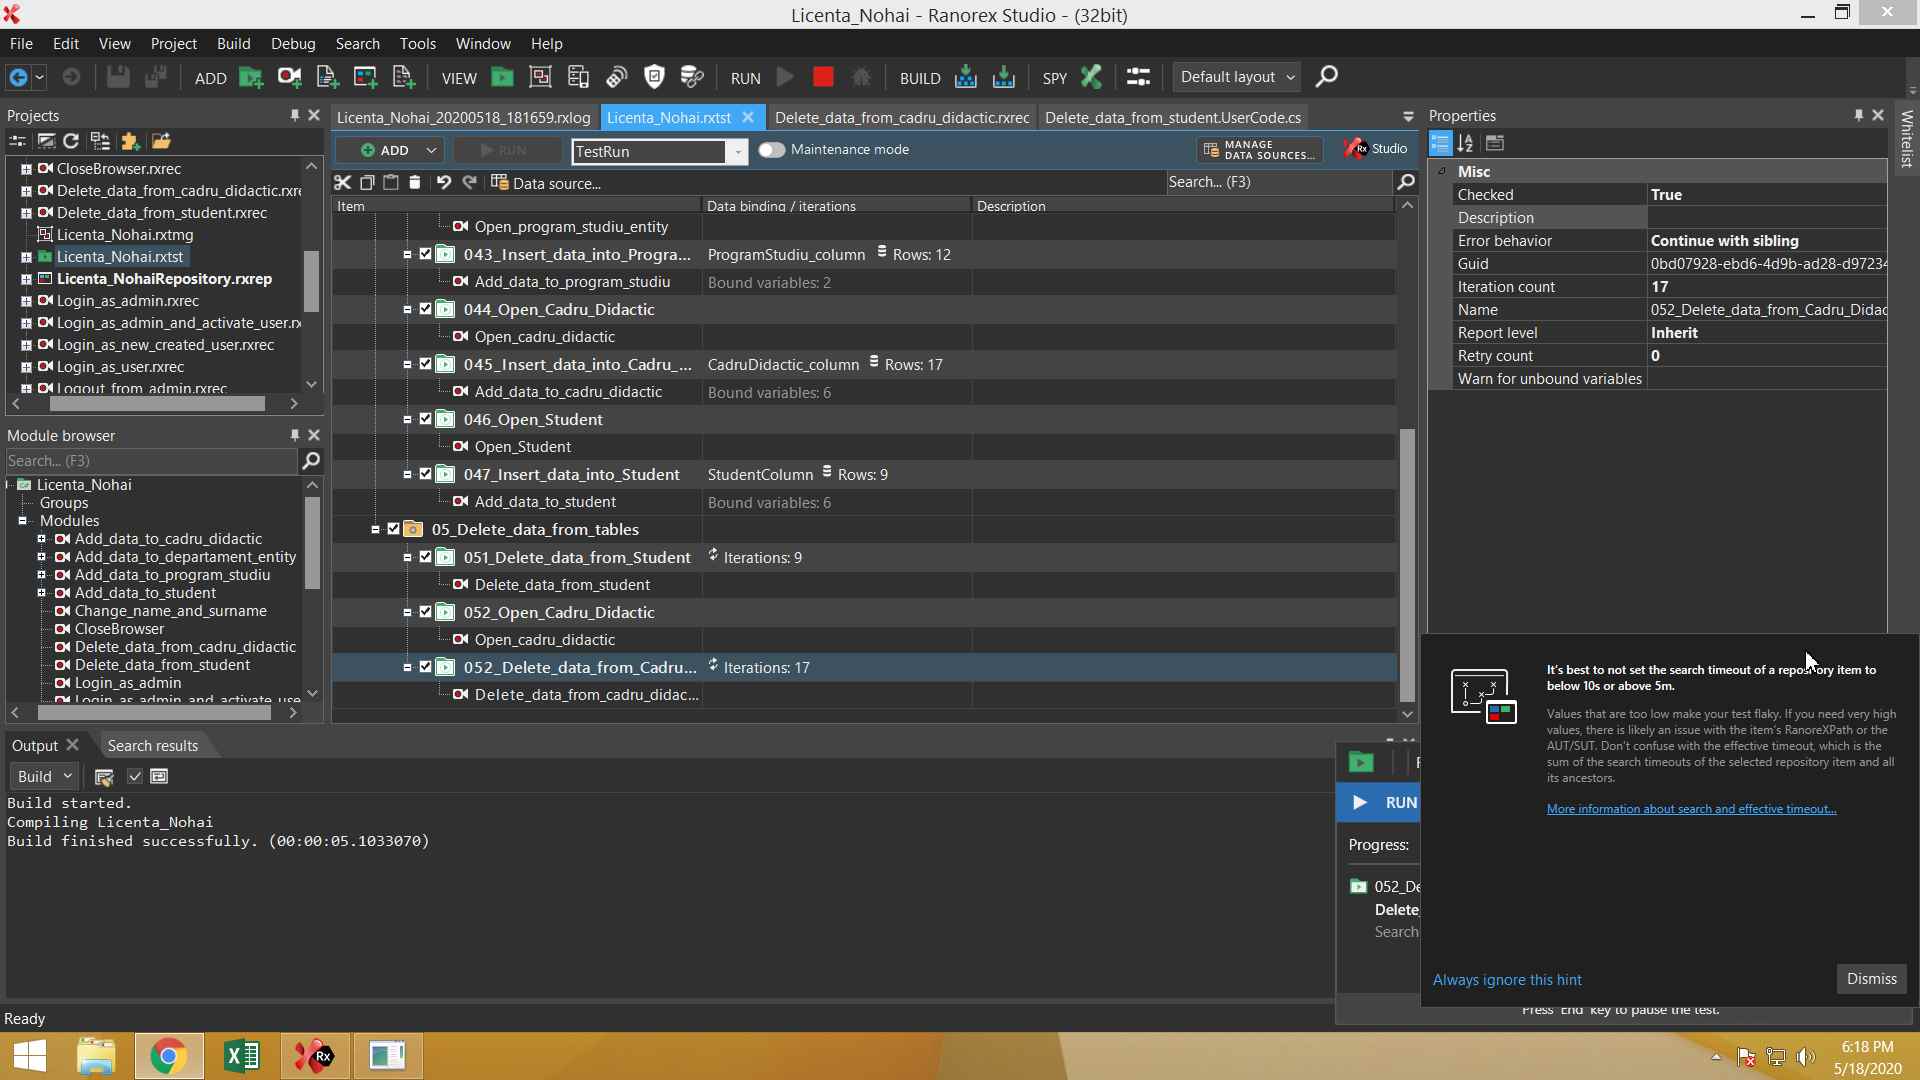 Licenta_Nohai - Ranorex Studio - (32bit)
File Edit View Project Build Debug Search Tools Window Help
ADD VIEW RUN BUILD SPY Default layout
Projects
CloseBrowser.rxrec
Delete_data_from_cadru_didactic.rxre
Delete_data_from_student.rxrec
Licenta_Nohai.rxtmg
Licenta_Nohai.rxtst
Licenta_NohaiRepository.rxrep
Login_as_admin.rxrec
Login_as_admin_and_activate_user.rx
Login_as_new_created_user.rxrec
Login_as_user.rxrec
Logout_from_admin.rxrec
Module browser
Search... (F3)
Licenta_Nohai
Groups
Modules
Add_data_to_cadru_didactic
Add_data_to_departament_entity
Add_data_to_program_studiu
Add_data_to_student
Change_name_and_surname
CloseBrowser
Delete_data_from_cadru_didactic
Delete_data_from_student
Login_as_admin
Login_as_admin_and_activate_use
Licenta_Nohai_20200518_181659.rxlog Licenta_Nohai.rxtst Delete_data_from_cadru_didactic.rxrec Delete_data_from_student.UserCode.cs
ADD RUN TestRun Maintenance mode MANAGE DATA SOURCES... Rx Studio
Data source... Search... (F3)
Item Data binding / iterations Description
Open_program_studiu_entity
043_Insert_data_into_Progra... ProgramStudiu_column Rows: 12
Add_data_to_program_studiu Bound variables: 2
044_Open_Cadru_Didactic
Open_cadru_didactic
045_Insert_data_into_Cadru_... CadruDidactic_column Rows: 17
Add_data_to_cadru_didactic Bound variables: 6
046_Open_Student
Open_Student
047_Insert_data_into_Student StudentColumn Rows: 9
Add_data_to_student Bound variables: 6
05_Delete_data_from_tables
051_Delete_data_from_Student Iterations: 9
Delete_data_from_student
052_Open_Cadru_Didactic
Open_cadru_didactic
052_Delete_data_from_Cadru... Iterations: 17
Delete_data_from_cadru_didac...
Properties
Whitelist
Misc
Checked True
Description
Error behavior Continue with sibling
Guid 0bd07928-ebd6-4d9b-ad28-d97234
Iteration count 17
Name 052_Delete_data_from_Cadru_Didac
Report level Inherit
Retry count 0
Warn for unbound variables
It's best to not set the search timeout of a repository item to
below 10s or above 5m.
Values that are too low make your test flaky. If you need very high
values, there is likely an issue with the item's RanoreXPath or the
AUT/SUT. Don't confuse with the effective timeout, which is the
sum of the search timeouts of the selected repository item and all
its ancestors.
More information about search and effective timeout...
Always ignore this hint Dismiss
RUN
Progress:
052_De
Delete_
Search
Press 'End' key to pause the test.
Output Search results
Build
Build started.
Compiling Licenta_Nohai
Build finished successfully. (00:00:05.1033070)
Ready
Rx
6:18 PM
5/18/2020